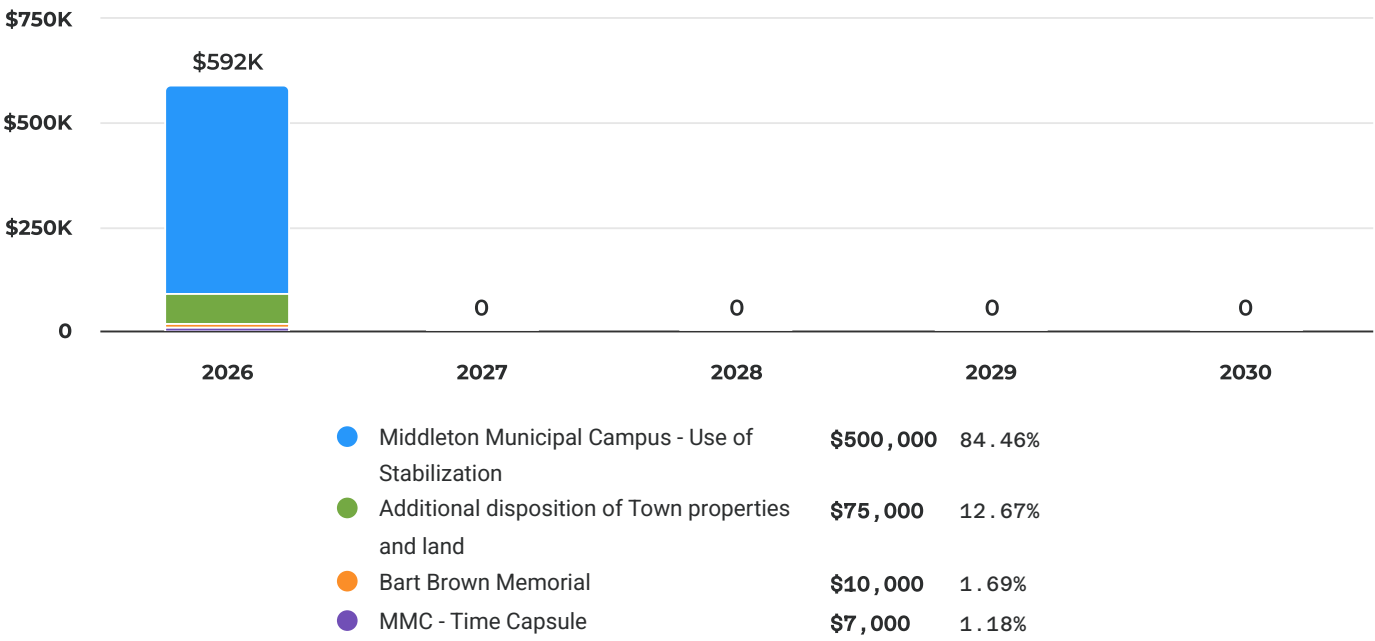 $750K
$592K
$500K
$250K
0 0 0 0
0
2026 2027 2028 2029 2030
Middleton Municipal Campus - Use of $500,000 84.46%
Stabilization
Additional disposition of Town properties $75,000 12.67%
and land
Bart Brown Memorial $10,000 1.69%
MMC - Time Capsule $7,000 1.18%